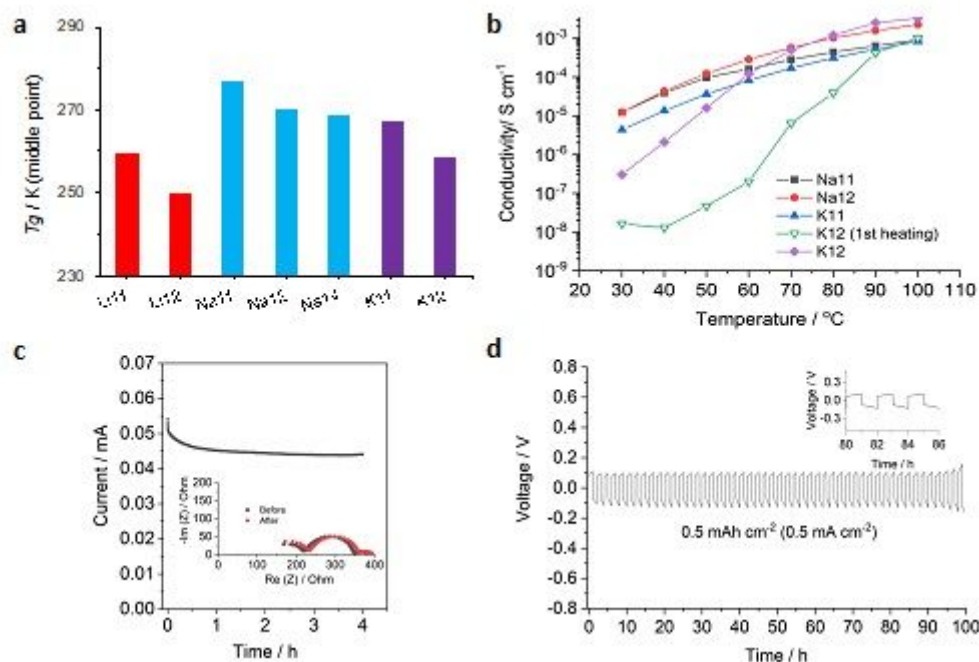 a
290
270
250
230
Tg / K (middle point)
Li11
Li12
Na11
Na12
K11
K12
b
10⁻³
10⁻⁴
10⁻⁵
10⁻⁶
10⁻⁷
10⁻⁸
10⁻⁹
Conductivity/ S cm⁻¹
Na11
Na12
K11
K12 (1st heating)
K12
20 30 40 50 60 70 80 90 100 110
Temperature / °C
c
0.07
0.06
0.05
0.04
0.03
0.02
0.01
0.00
Current / mA
200
150
100
50
0
-Im (Z) / Ohm
Before
After
0 100 200 300 400
Re (Z) / Ohm
0 1 2 3 4
Time / h
d
0.8
0.6
0.4
0.2
0.0
-0.2
-0.4
-0.6
-0.8
Voltage / V
0.3
0.0
-0.3
Voltage / V
80 82 84 86
Time / h
0.5 mAh cm⁻² (0.5 mA cm⁻²)
0 10 20 30 40 50 60 70 80 90 100
Time / h